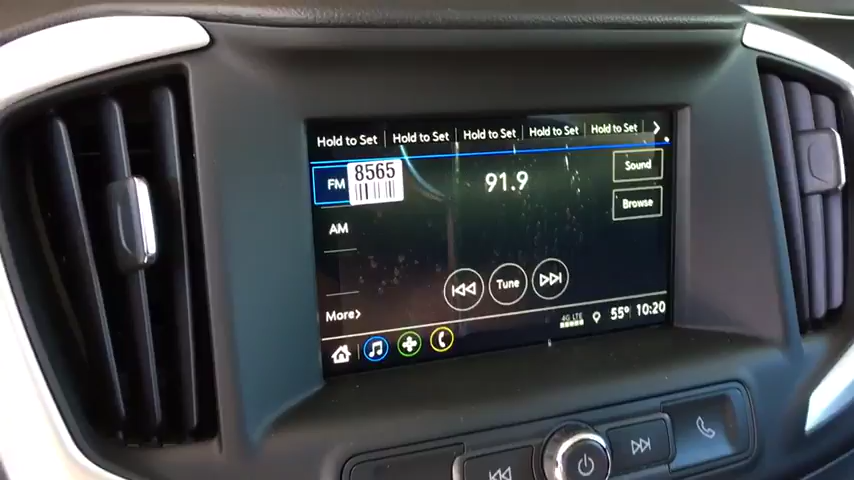 Hold to Set Hold to Set Hold to Set Hold to Set Hold to Set
FM 8565 91.9 Sound
Browse
AM
Tune
More
4G LTE 55° 10:20